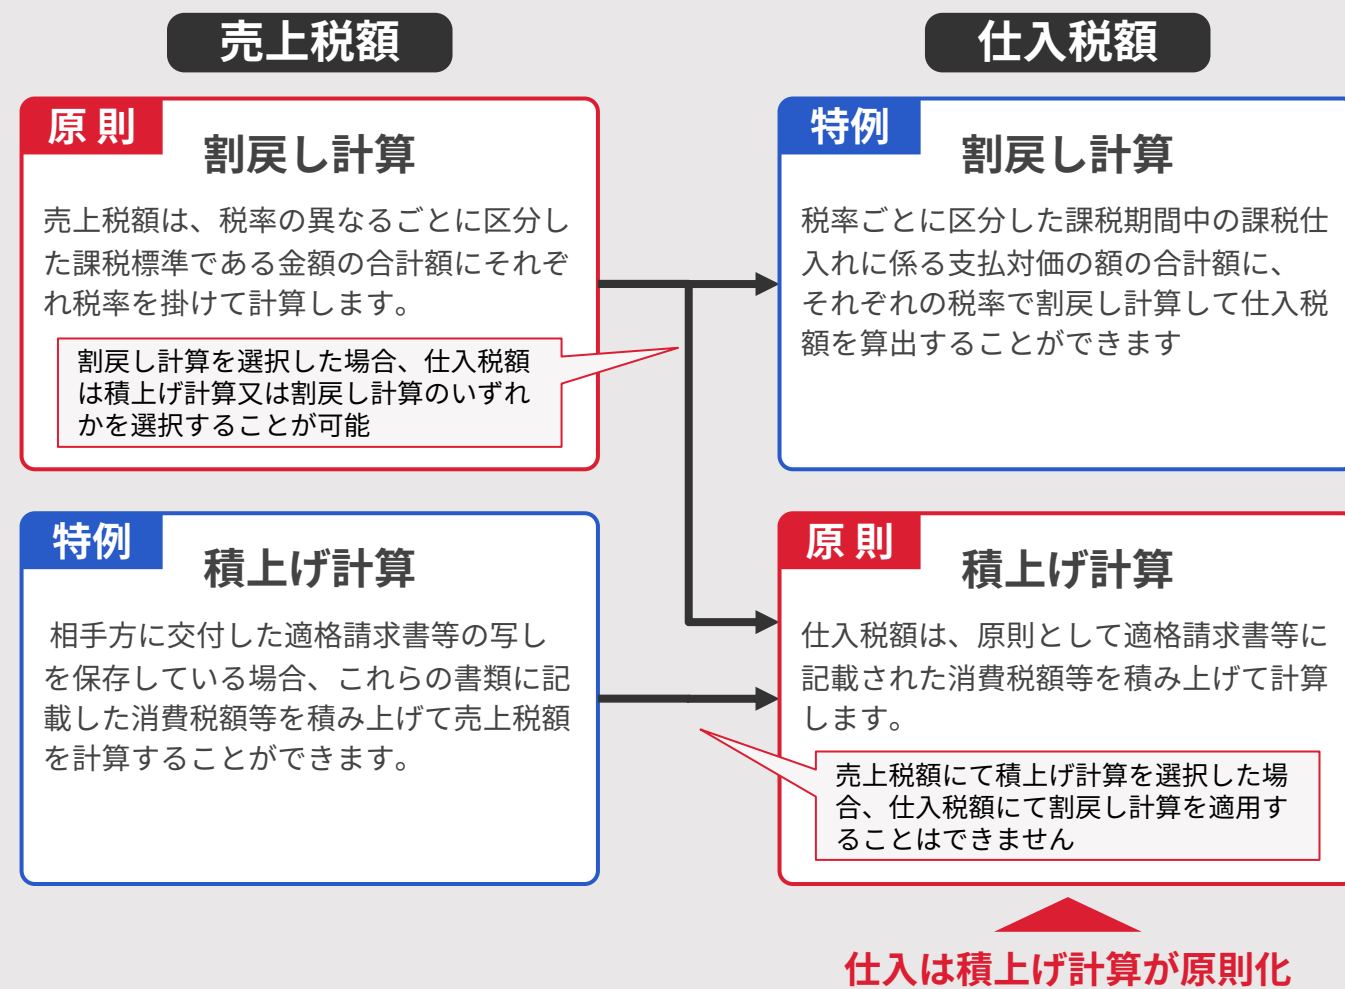 売上税額
原則
割戻し計算
売上税額は、税率の異なるごとに区分し
た課税標準である金額の合計額にそれぞ
れ税率を掛けて計算します。
割戻し計算を選択した場合、仕入税額
は積上げ計算又は割戻し計算のいずれ
かを選択することが可能
特例
積上げ計算
相手方に交付した適格請求書等の写し
を保存している場合、これらの書類に記
載した消費税額等を積み上げて売上税額
を計算することができます。
仕入税額
特例
割戻し計算
税率ごとに区分した課税期間中の課税仕
入れに係る支払対価の額の合計額に、
それぞれの税率で割戻し計算して仕入税
額を算出することができます
原則
積上げ計算
仕入税額は、原則として適格請求書等に
記載された消費税額等を積み上げて計算
します。
売上税額にて積上げ計算を選択した場
合、仕入税額にて割戻し計算を適用す
ることはできません
仕入は積上げ計算が原則化